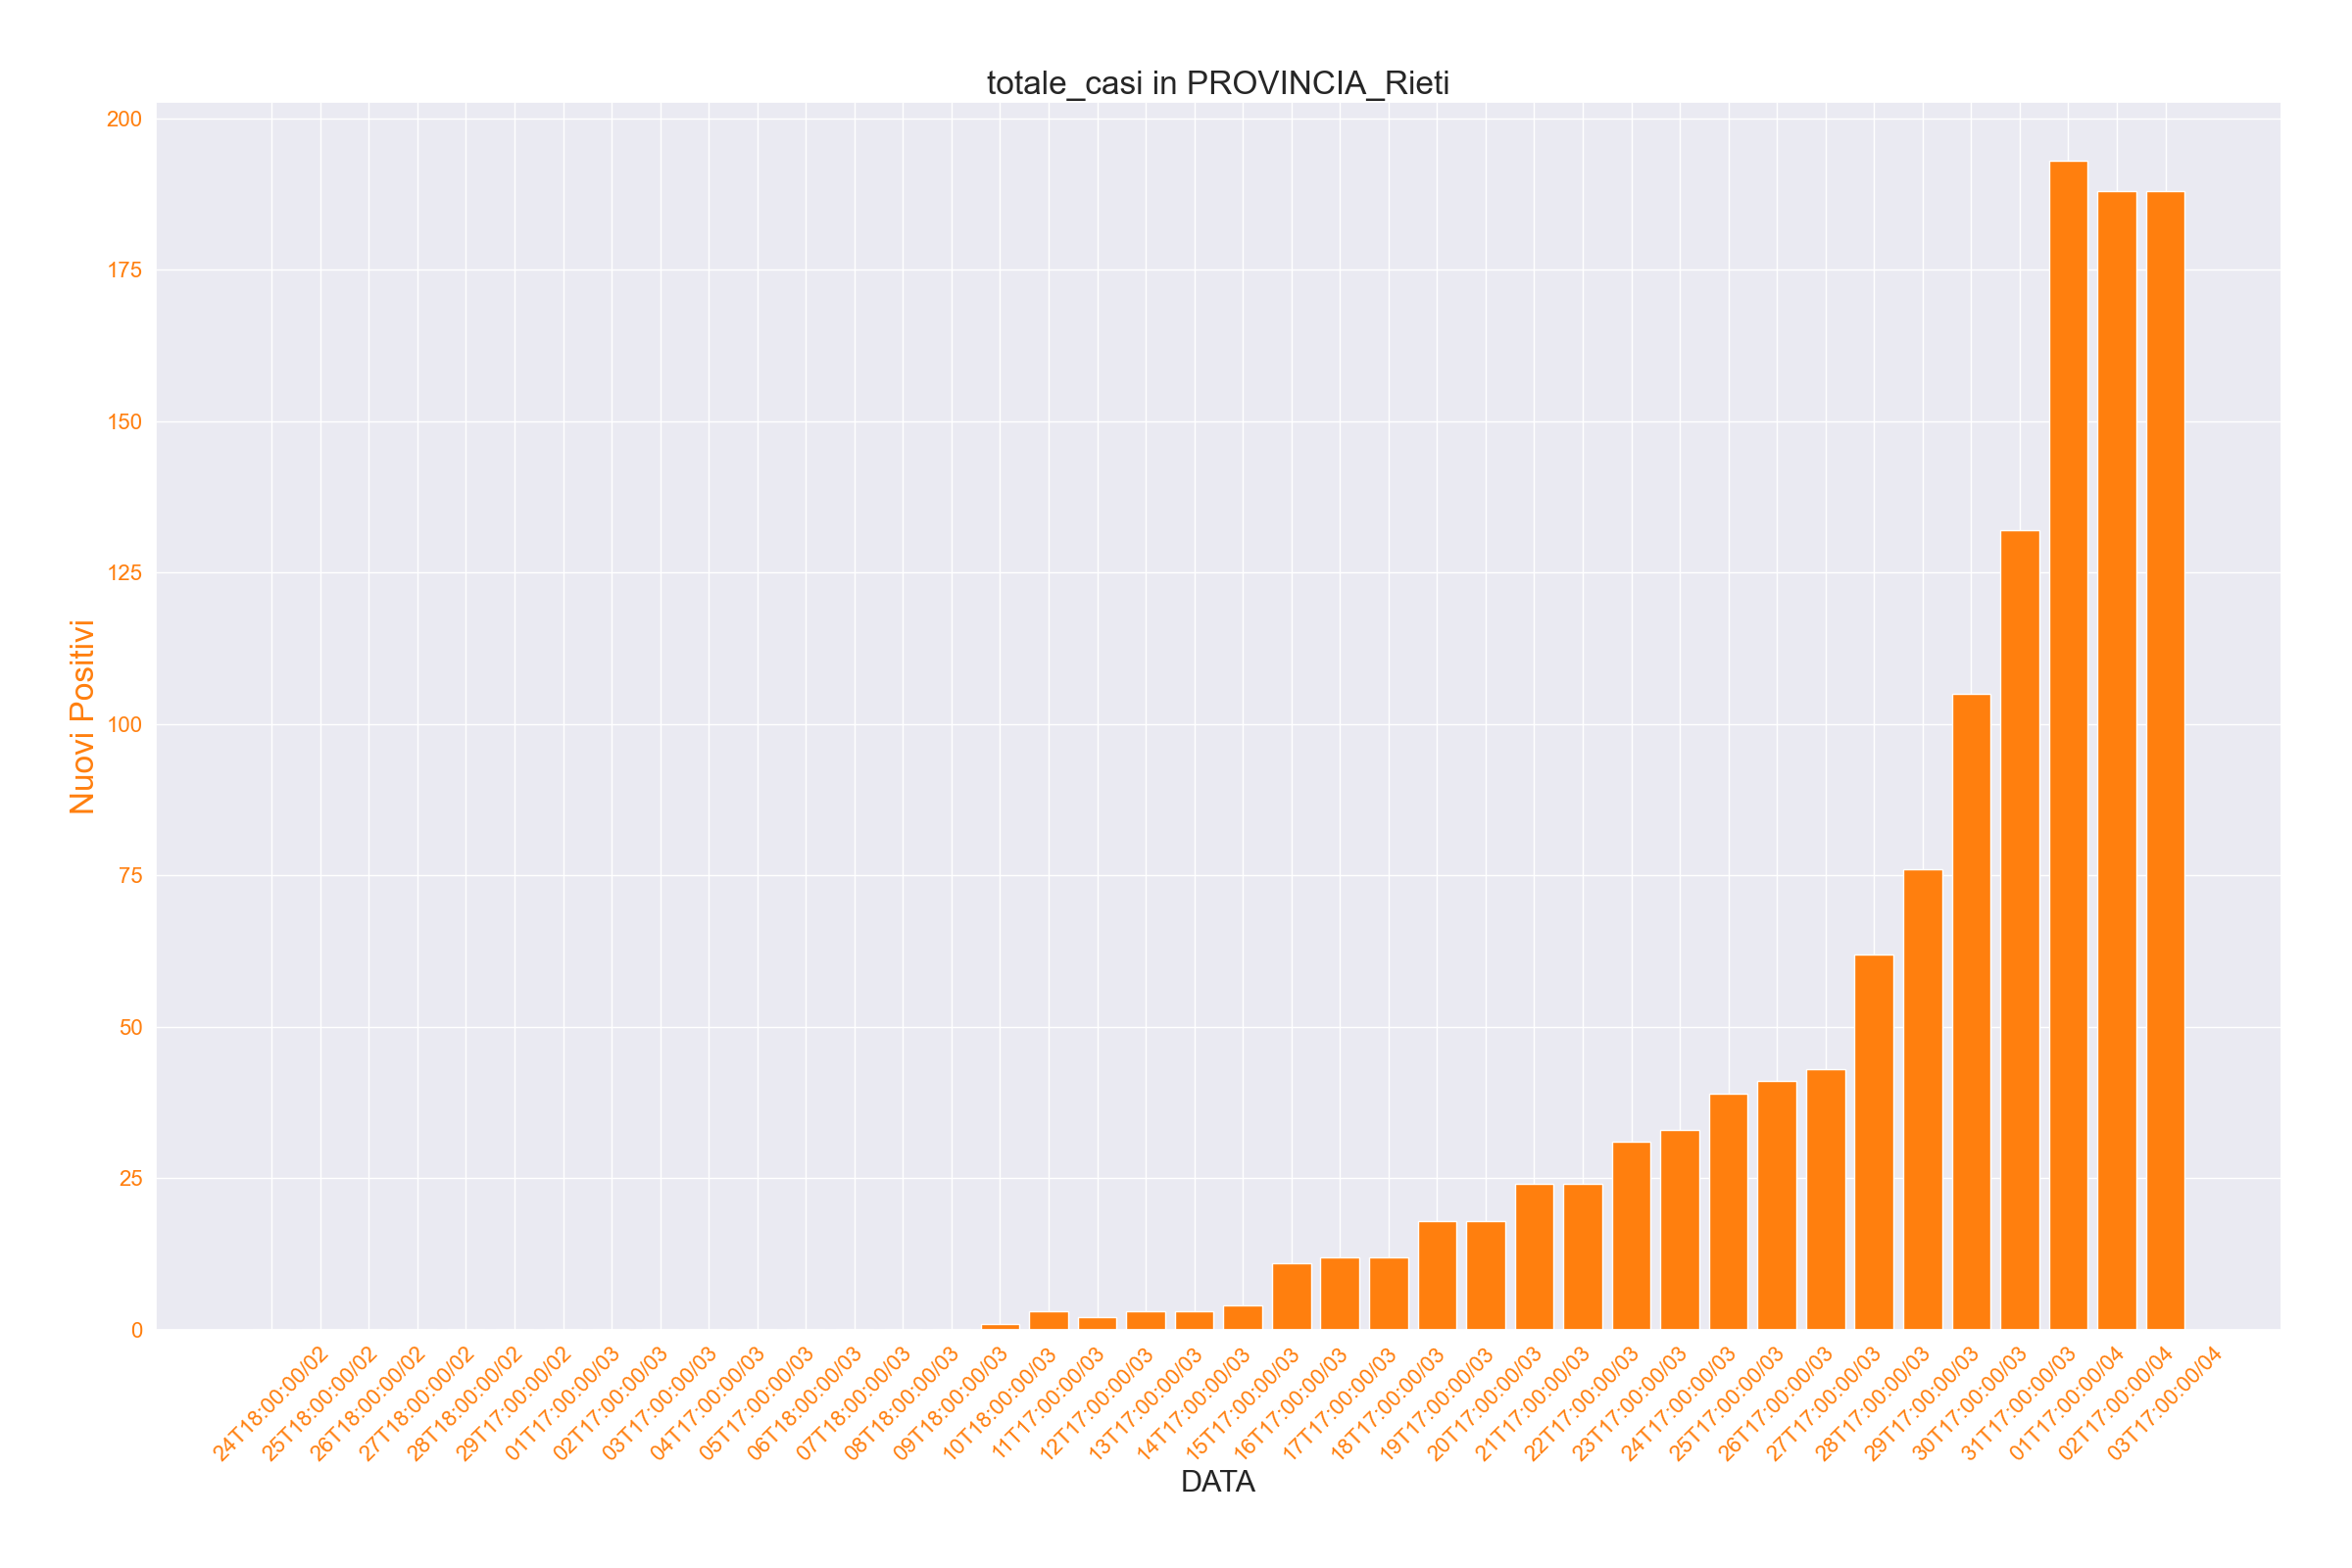 totale_casi in PROVINCIA_Rieti
200
175
150
125
100
75
50
25
0
Nuovi Positivi
24T18:00:00/02
25T18:00:00/02
26T18:00:00/02
27T18:00:00/02
28T18:00:00/02
29T17:00:00/02
01T17:00:00/03
02T17:00:00/03
03T17:00:00/03
04T17:00:00/03
05T17:00:00/03
06T18:00:00/03
07T18:00:00/03
08T18:00:00/03
09T18:00:00/03
10T18:00:00/03
11T17:00:00/03
12T17:00:00/03
13T17:00:00/03
14T17:00:00/03
15T17:00:00/03
16T17:00:00/03
17T17:00:00/03
18T17:00:00/03
19T17:00:00/03
20T17:00:00/03
21T17:00:00/03
22T17:00:00/03
23T17:00:00/03
24T17:00:00/03
25T17:00:00/03
26T17:00:00/03
27T17:00:00/03
28T17:00:00/03
29T17:00:00/03
30T17:00:00/03
31T17:00:00/03
01T17:00:00/04
02T17:00:00/04
03T17:00:00/04
DATA